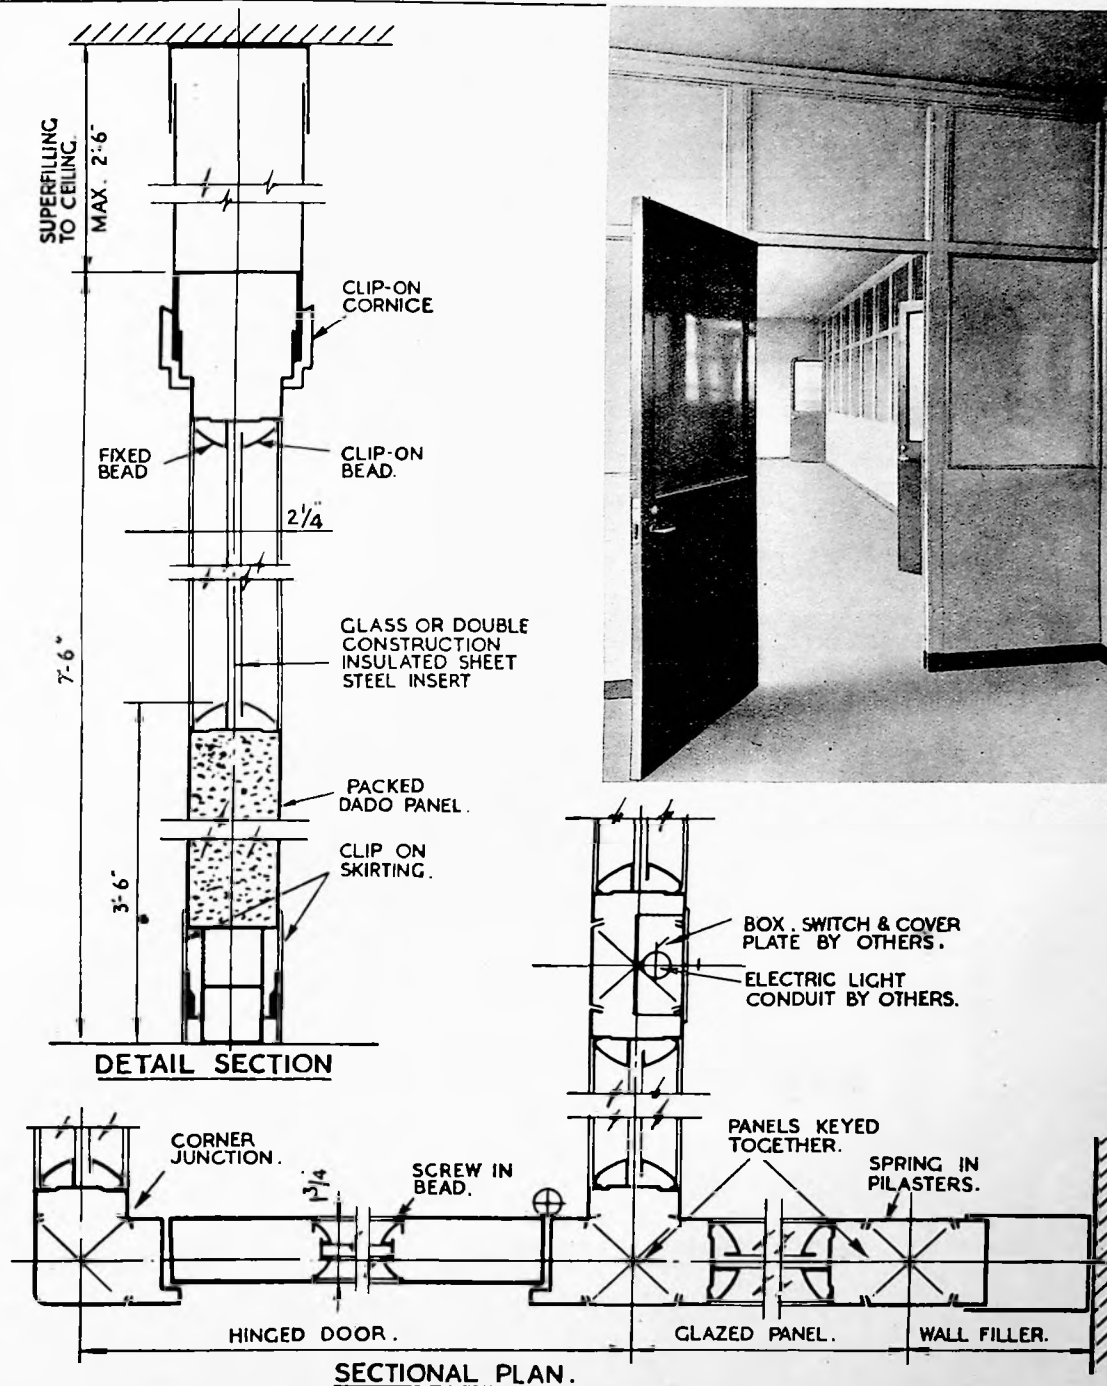 SUPERFILLING
TO CEILING.
MAX. 2'-6"
CLIP-ON
CORNICE
FIXED
BEAD
CLIP-ON
BEAD.
2 1/4"
GLASS OR DOUBLE
CONSTRUCTION
INSULATED SHEET
STEEL INSERT
7'-6"
PACKED
DADO PANEL.
CLIP ON
SKIRTING.
3'-6"
DETAIL SECTION
BOX. SWITCH & COVER
PLATE BY OTHERS.
ELECTRIC LIGHT
CONDUIT BY OTHERS.
CORNER
JUNCTION.
1 3/4
SCREW IN
BEAD.
PANELS KEYED
TOGETHER.
SPRING IN
PILASTERS.
HINGED DOOR.
GLAZED PANEL.
WALL FILLER.
SECTIONAL PLAN.